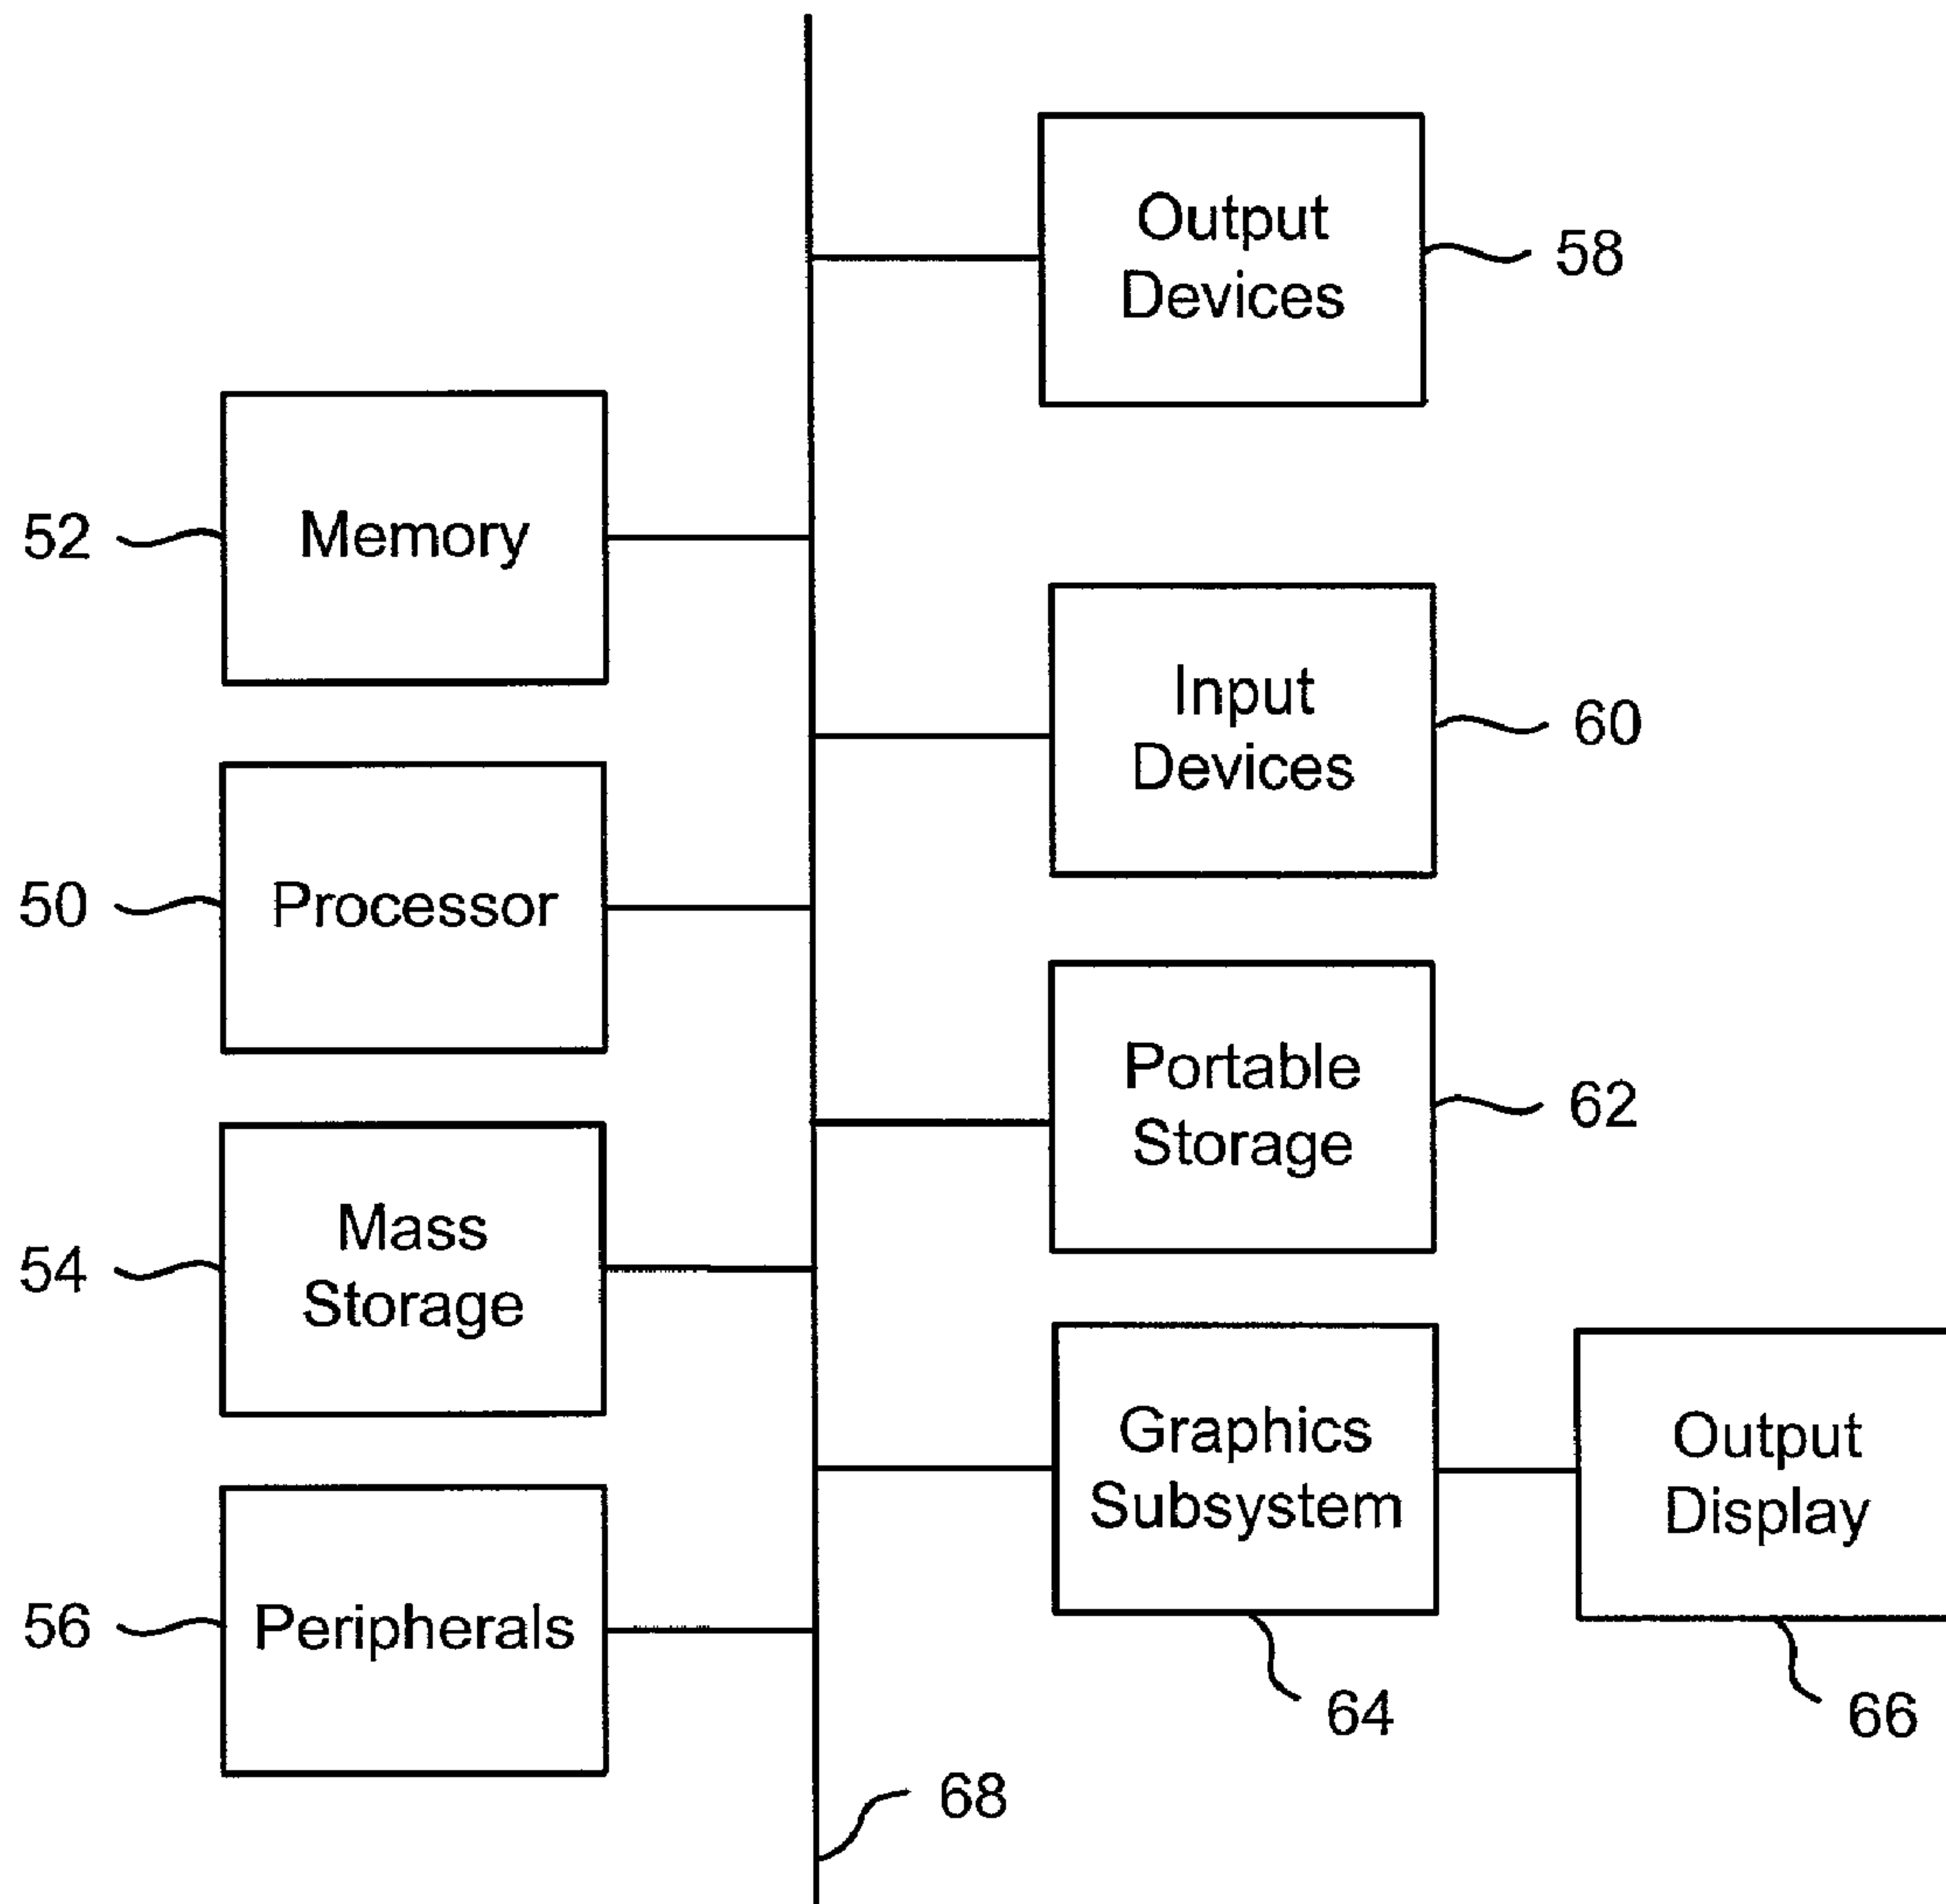 Output
Devices
58
52
Memory
Input
Devices
60
50
Processor
Portable
Storage
62
54
Mass
Storage
Graphics
Subsystem
Output
Display
56
Peripherals
64
66
68